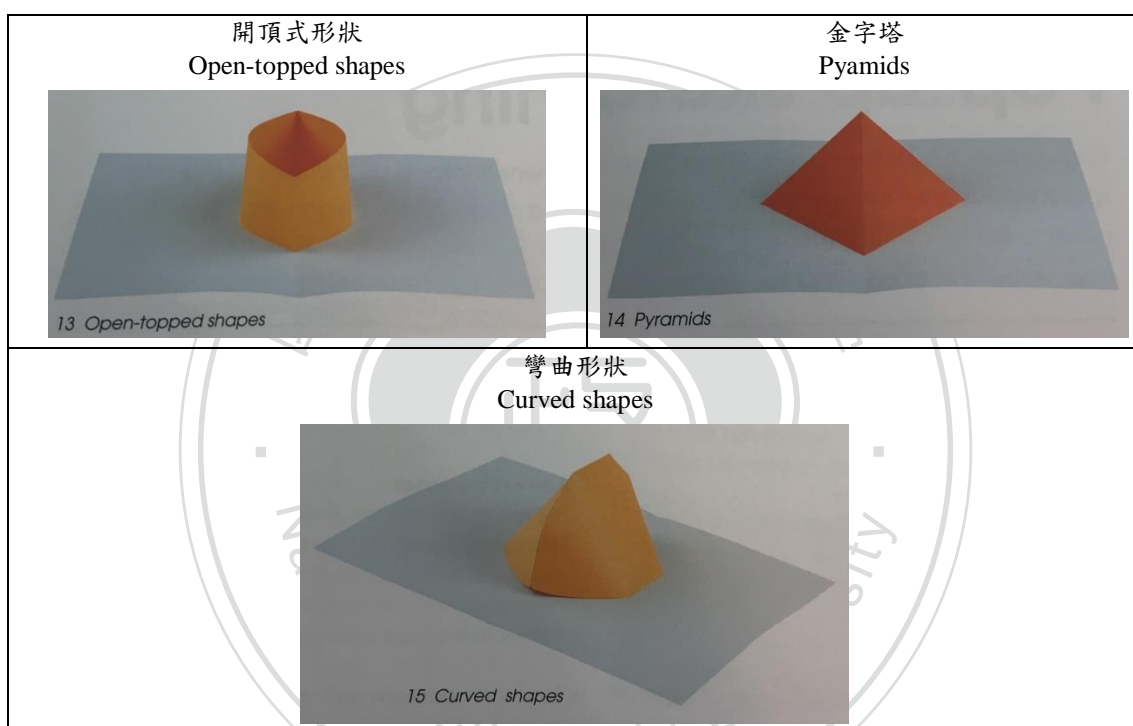 開頂式形狀
Open-topped shapes
金字塔
Pyamids
13 Open-topped shapes
14 Pyramids
彎曲形狀
Curved shapes
15 Curved shapes